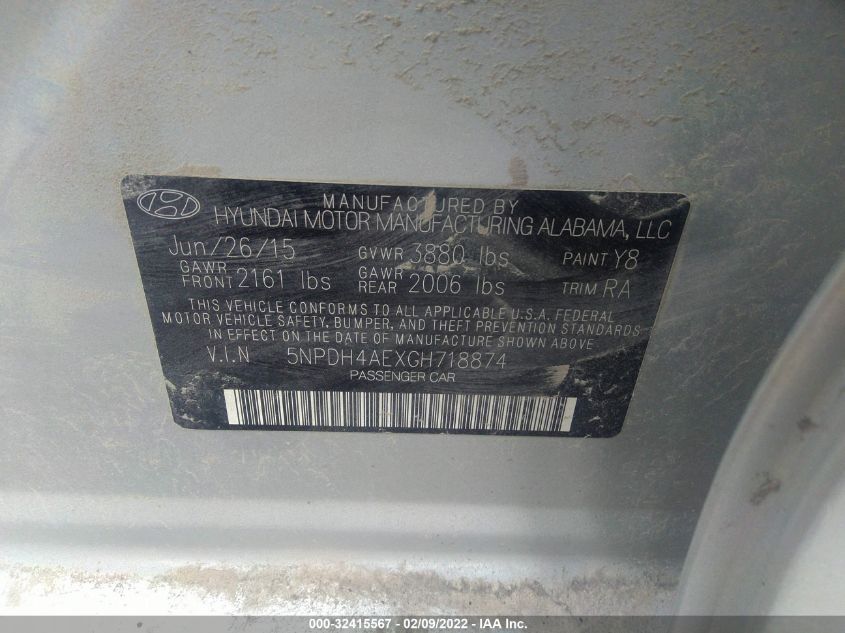 MANUFACTURED BY
HYUNDAI MOTOR MANUFACTURING ALABAMA, LLC
Jun/26/15 GVWR 3880 lbs PAINT Y8
GAWR FRONT 2161 lbs GAWR REAR 2006 lbs TRIM RA
THIS VEHICLE CONFORMS TO ALL APPLICABLE U.S.A. FEDERAL
MOTOR VEHICLE SAFETY, BUMPER, AND THEFT PREVENTION STANDARDS
IN EFFECT ON THE DATE OF MANUFACTURE SHOWN ABOVE
V.I.N 5NPDH4AEXGH718874
PASSENGER CAR
000-32415567 - 02/09/2022 - IAA Inc.